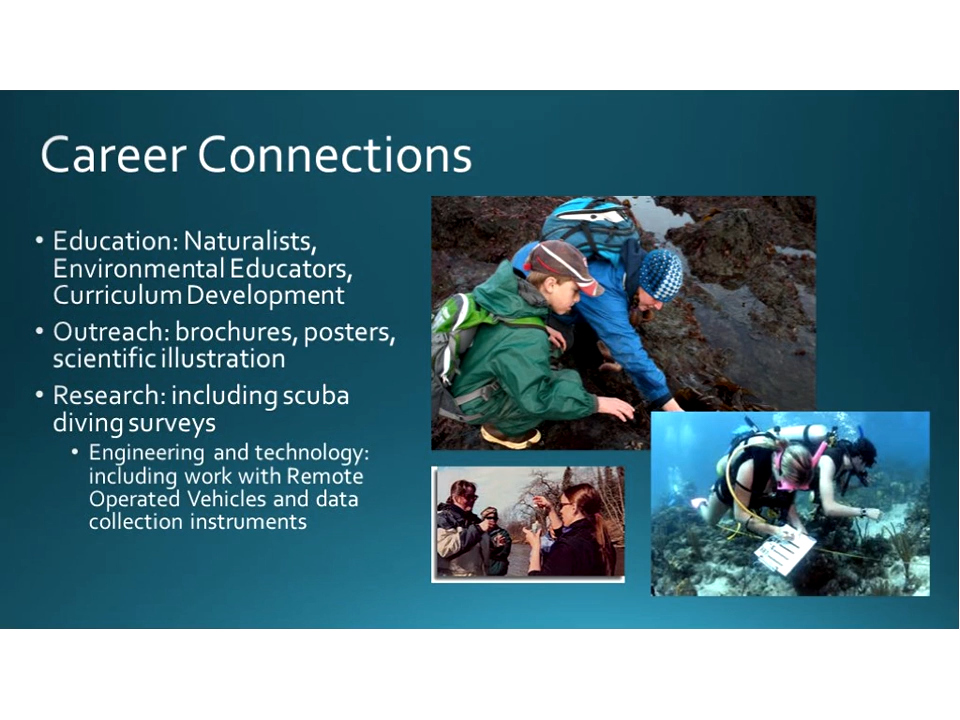 Career Connections
• Education: Naturalists,
Environmental Educators,
Curriculum Development
• Outreach: brochures, posters,
scientific illustration
• Research: including scuba
diving surveys
• Engineering and technology:
including work with Remote
Operated Vehicles and data
collection instruments